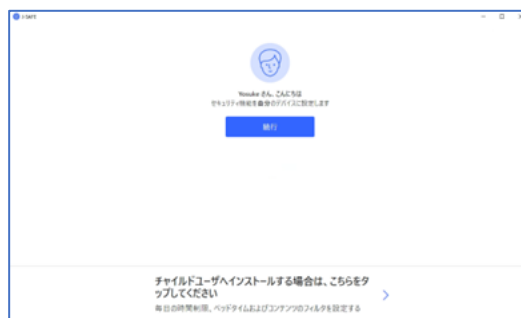 Yosuke さん、こんにちは
セキュリティ機能を自分のデバイスに設定します
続行
チャイルドユーザへインストールする場合は、こちらをタ
ップしてください
毎日の時間制限、ベッドタイムおよびコンテンツのフィルタを設定する